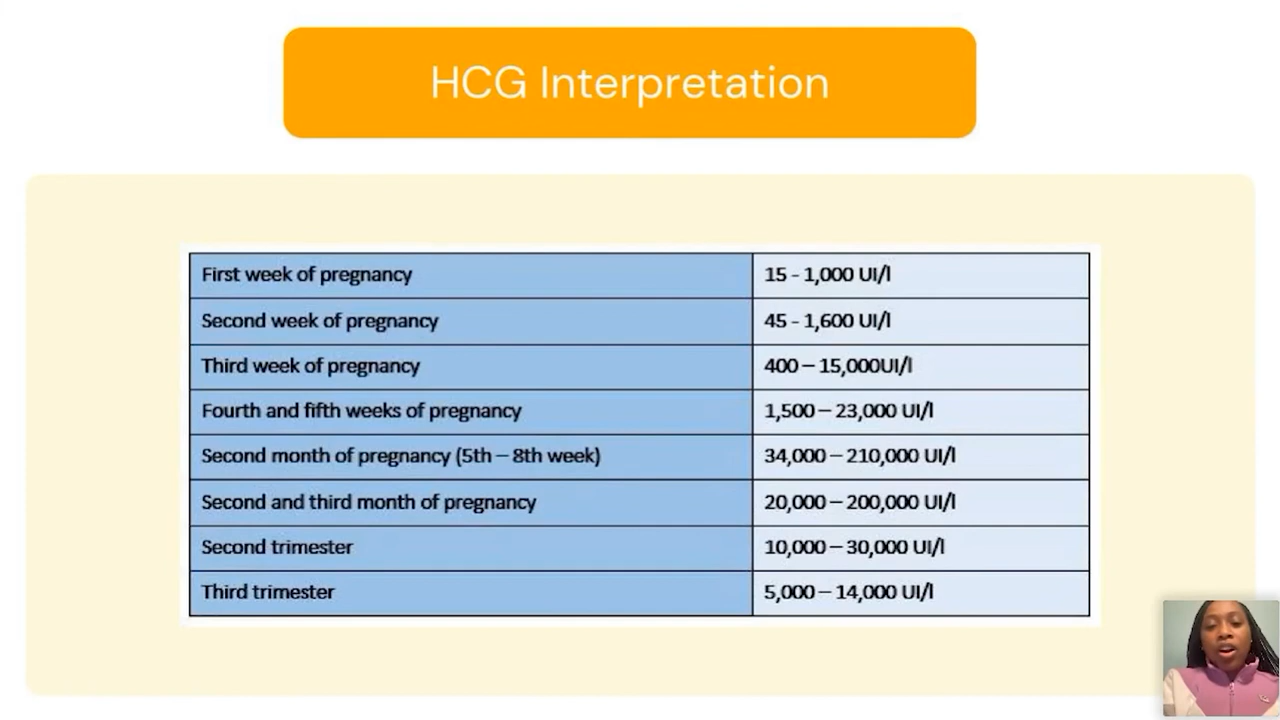 HCG Interpretation
First week of pregnancy 15 - 1,000 UI/l
Second week of pregnancy 45 - 1,600 UI/l
Third week of pregnancy 400 – 15,000UI/l
Fourth and fifth weeks of pregnancy 1,500 – 23,000 UI/l
Second month of pregnancy (5th – 8th week) 34,000 – 210,000 UI/l
Second and third month of pregnancy 20,000 – 200,000 UI/l
Second trimester 10,000 – 30,000 UI/l
Third trimester 5,000 – 14,000 UI/l